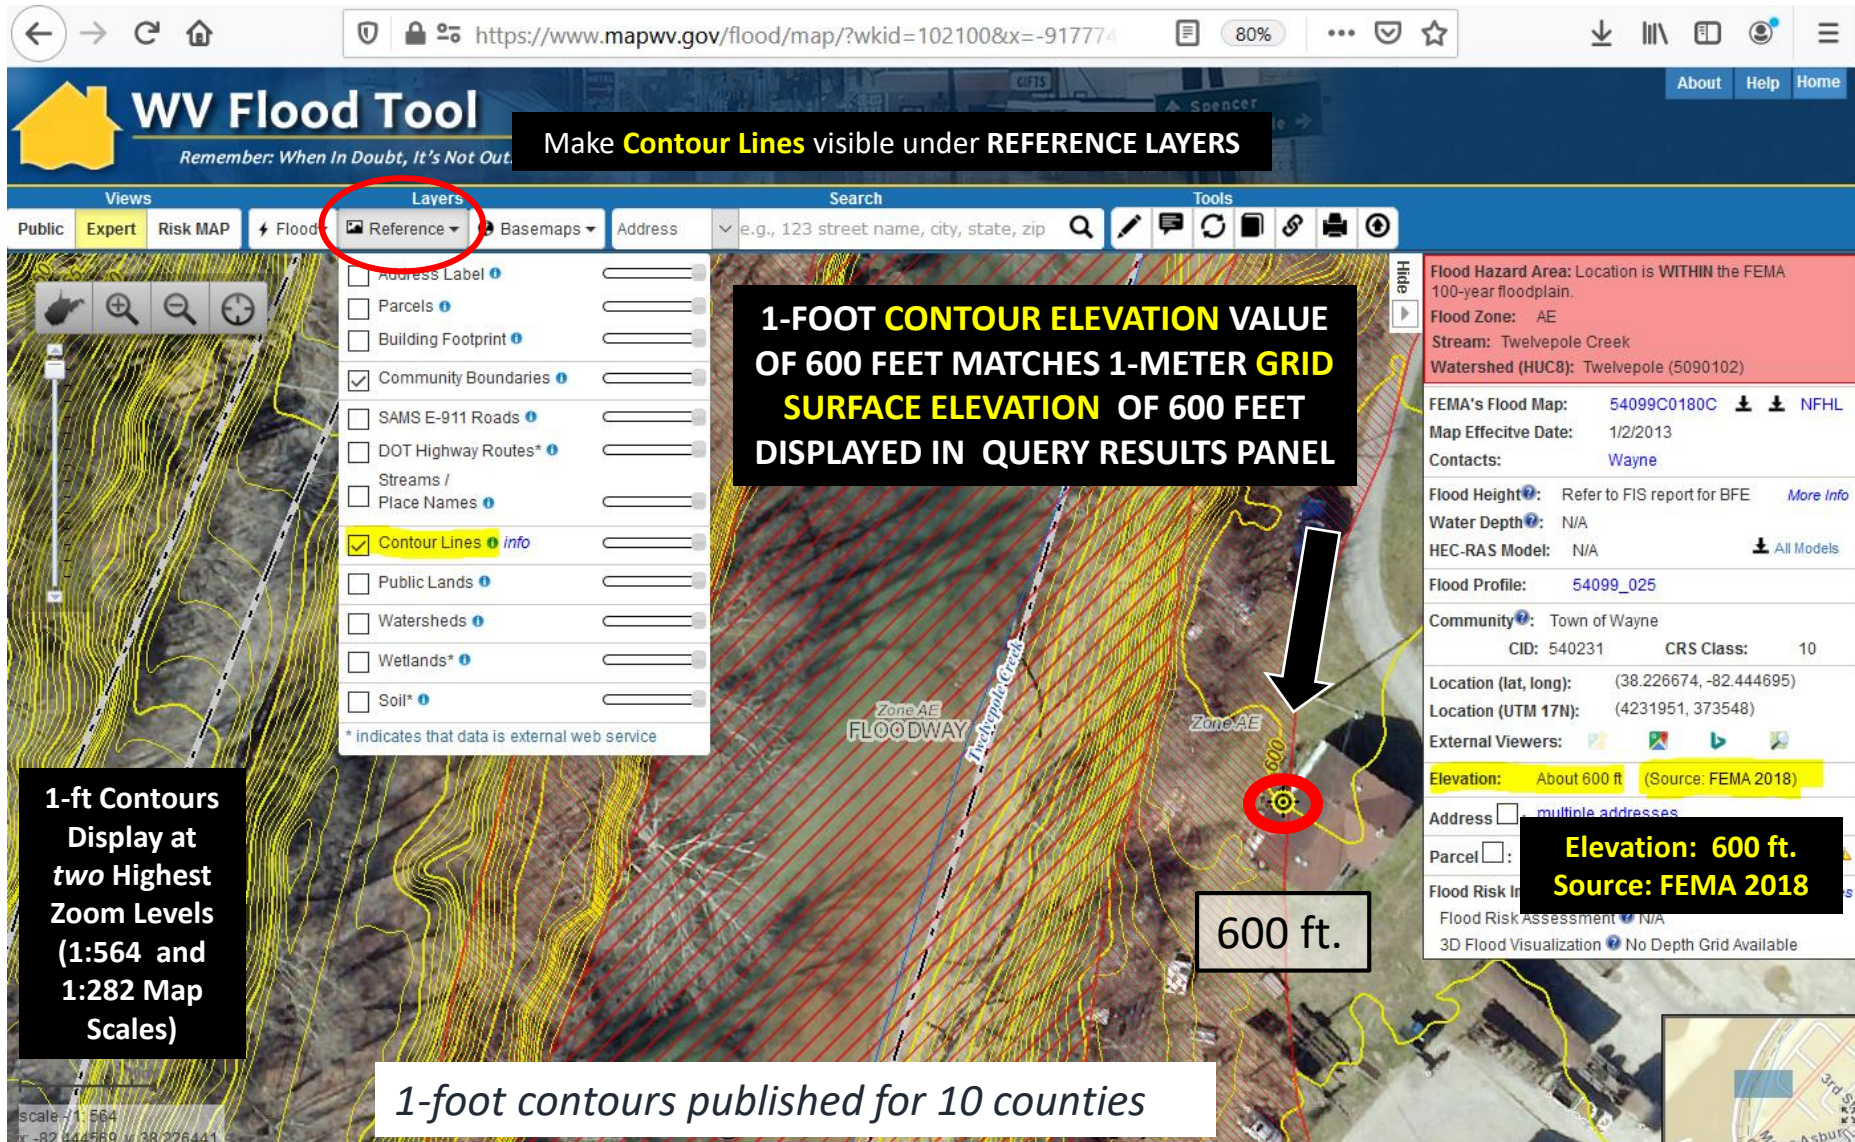 https://www.mapwv.gov/flood/map/?wkid=102100&x=-917774
80%
GIFTS
Spencer
About Help Home
WV Flood Tool
Remember: When In Doubt, It's Not Out.
Make Contour Lines visible under REFERENCE LAYERS
Views Layers Search Tools
Public Expert Risk MAP Flood Reference Basemaps Address e.g., 123 street name, city, state, zip
Address Label
Parcels
Building Footprint
Community Boundaries
SAMS E-911 Roads
DOT Highway Routes*
Streams /
Place Names
Contour Lines info
Public Lands
Watersheds
Wetlands*
Soil*
* indicates that data is external web service
1-FOOT CONTOUR ELEVATION VALUE
OF 600 FEET MATCHES 1-METER GRID
SURFACE ELEVATION OF 600 FEET
DISPLAYED IN QUERY RESULTS PANEL
Hide
Flood Hazard Area: Location is WITHIN the FEMA
100-year floodplain.
Flood Zone: AE
Stream: Twelvepole Creek
Watershed (HUC8): Twelvepole (5090102)
FEMA's Flood Map: 54099C0180C NFHL
Map Effecitve Date: 1/2/2013
Contacts: Wayne
Flood Height: Refer to FIS report for BFE More Info
Water Depth: N/A
HEC-RAS Model: N/A All Models
Flood Profile: 54099_025
Community: Town of Wayne
CID: 540231 CRS Class: 10
Location (lat, long): (38.226674, -82.444695)
Location (UTM 17N): (4231951, 373548)
External Viewers:
Elevation: About 600 ft (Source: FEMA 2018)
Address : multiple addresses
Parcel :
Elevation: 600 ft.
Source: FEMA 2018
Flood Risk In
Flood Risk Assessment N/A
3D Flood Visualization No Depth Grid Available
Zone AE
FLOODWAY
Twelvepole Creek
Zone AE
600
600 ft.
1-ft Contours
Display at
two Highest
Zoom Levels
(1:564 and
1:282 Map
Scales)
1-foot contours published for 10 counties
scale - 1:564
x: -82.444569 y: 38.226441
3rd S
Asbury